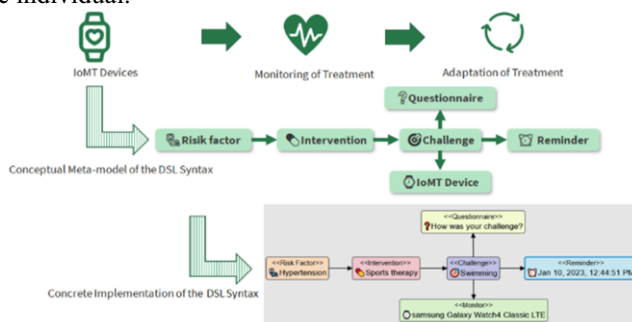 e individual.
IoMT Devices
Monitoring of Treatment
Adaptation of Treatment
Questionnaire
Risik factor
Intervention
Challenge
Reminder
Conceptual Meta-model of the DSL Syntax
IoMT Device
<<Questionnaire>>
How was your challenge?
<<Risk Factor>>
Hypertension
<<Intervention>>
Sports therapy
<<Challenge>>
Swimming
<<Reminder>>
Jan 10, 2023, 12:44:51 PM
Concrete Implementation of the DSL Syntax
<<Monitor>>
samsung Galaxy Watch4 Classic LTE